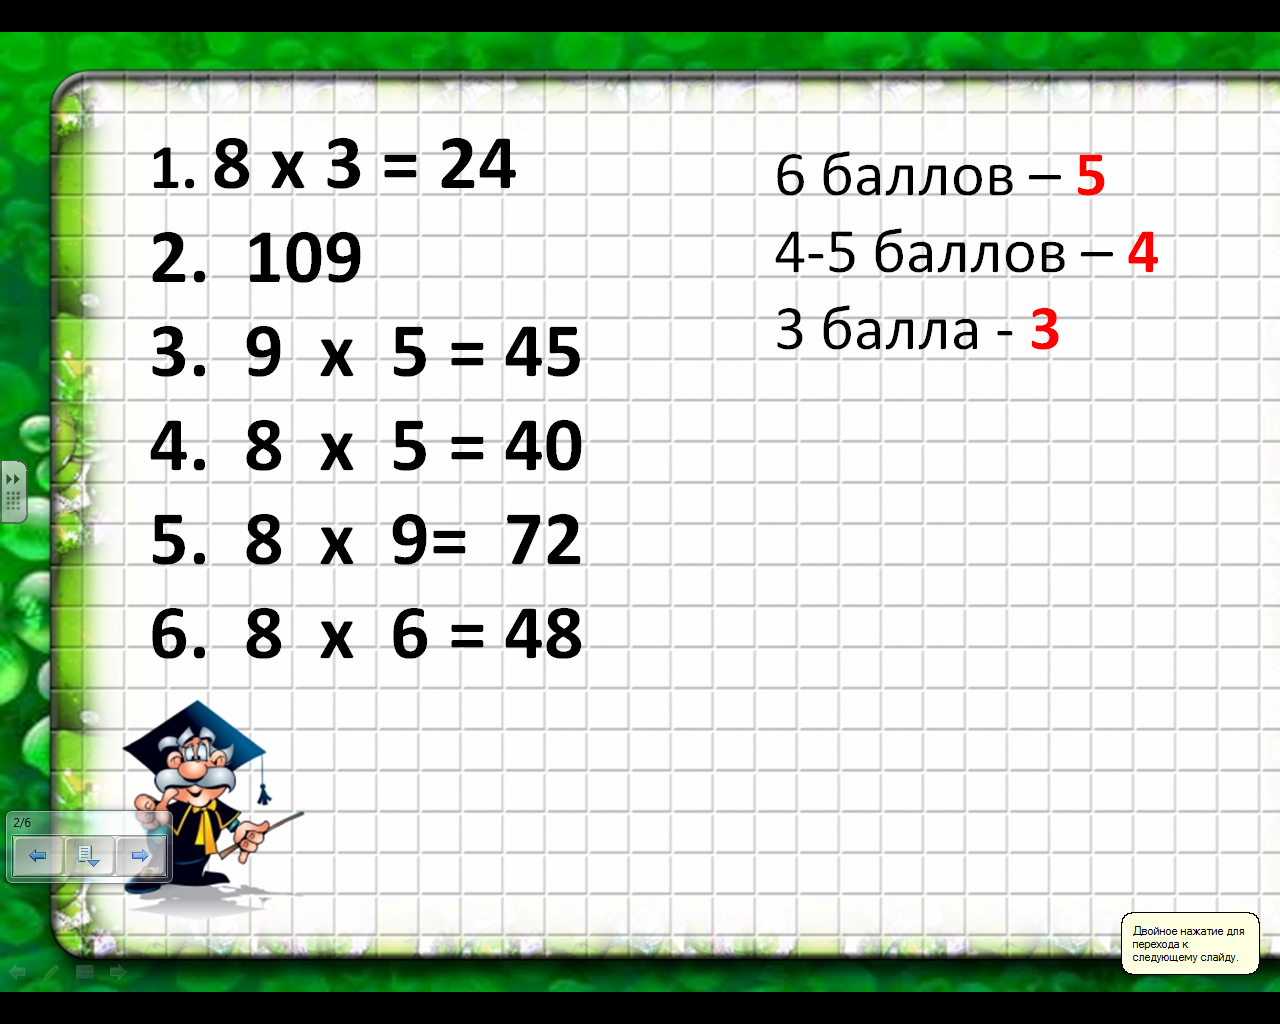 1. 8 х 3 = 24
2. 109
3. 9 х 5 = 45
4. 8 х 5 = 40
5. 8 х 9= 72
6. 8 х 6 = 48
6 баллов – 5
4-5 баллов – 4
3 балла - 3
2/6
Двойное нажатие для
перехода к
следующему слайду.